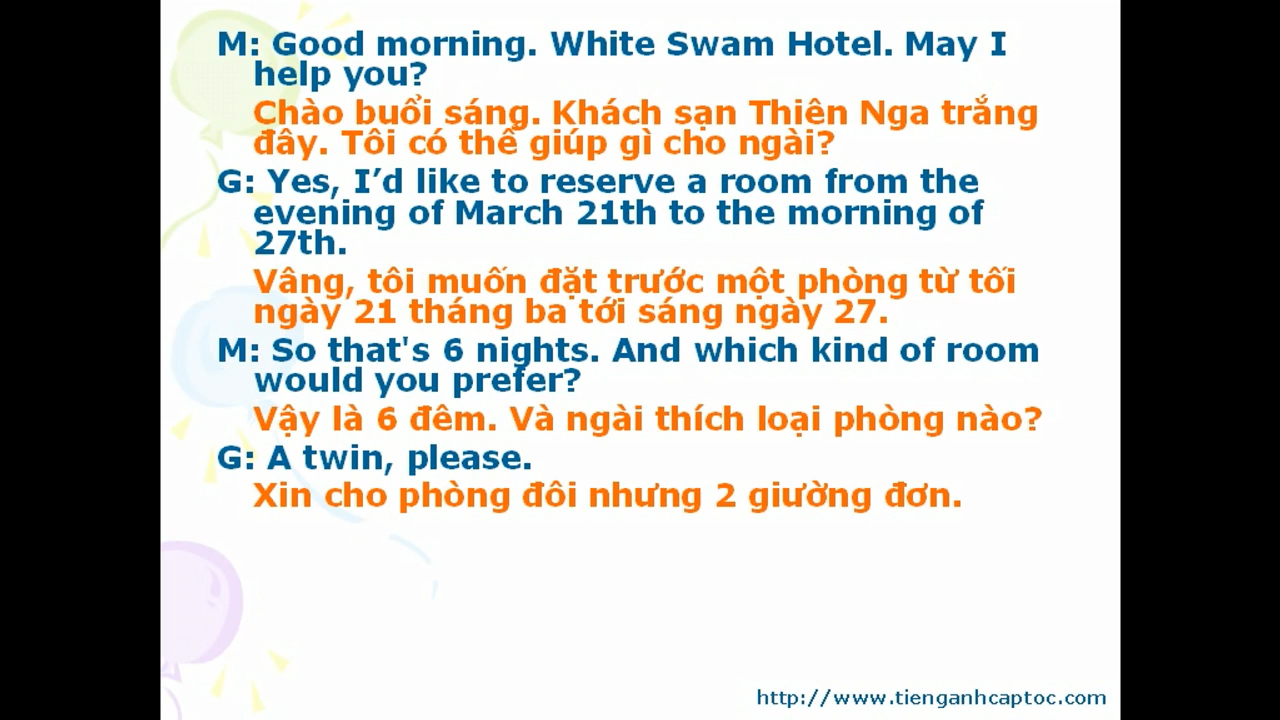 M: Good morning. White Swam Hotel. May I
help you?
Chào buổi sáng. Khách sạn Thiên Nga trắng
đây. Tôi có thể giúp gì cho ngài?
G: Yes, I’d like to reserve a room from the
evening of March 21th to the morning of
27th.
Vâng, tôi muốn đặt trước một phòng từ tối
ngày 21 tháng ba tới sáng ngày 27.
M: So that's 6 nights. And which kind of room
would you prefer?
Vậy là 6 đêm. Và ngài thích loại phòng nào?
G: A twin, please.
Xin cho phòng đôi nhưng 2 giường đơn.
http://www.tienganhcaptoc.com